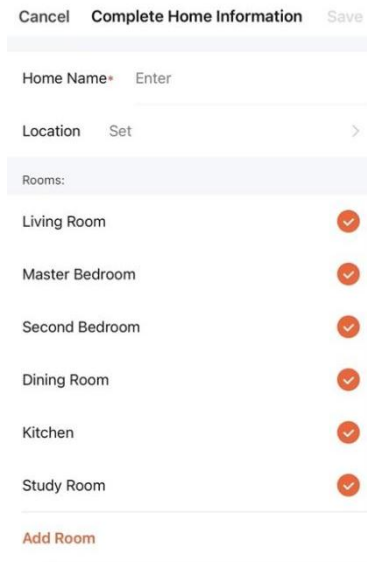 Cancel Complete Home Information Save
Home Name* Enter
Location Set
Rooms:
Living Room
Master Bedroom
Second Bedroom
Dining Room
Kitchen
Study Room
Add Room